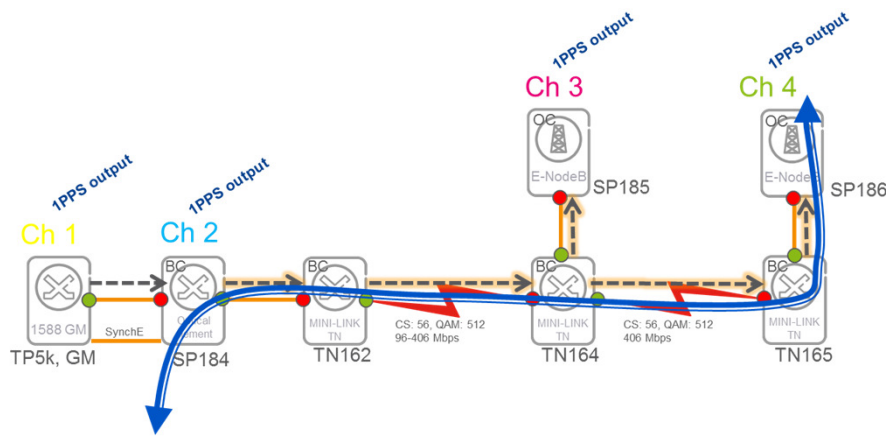 1PPS output
1PPS output
Ch 3
Ch 4
OC
OC
E-NodeB
SP185
SP186
1PPS output
1PPS output
Ch 1
Ch 2
BC
BC
BC
BC
1588 GM
MINI-LINK
TN
MINI-LINK
TN
MINI-LINK
TN
SynchE
TP5k, GM
SP184
TN162
CS: 56, QAM: 512
96-406 Mbps
TN164
CS: 56, QAM: 512
406 Mbps
TN165